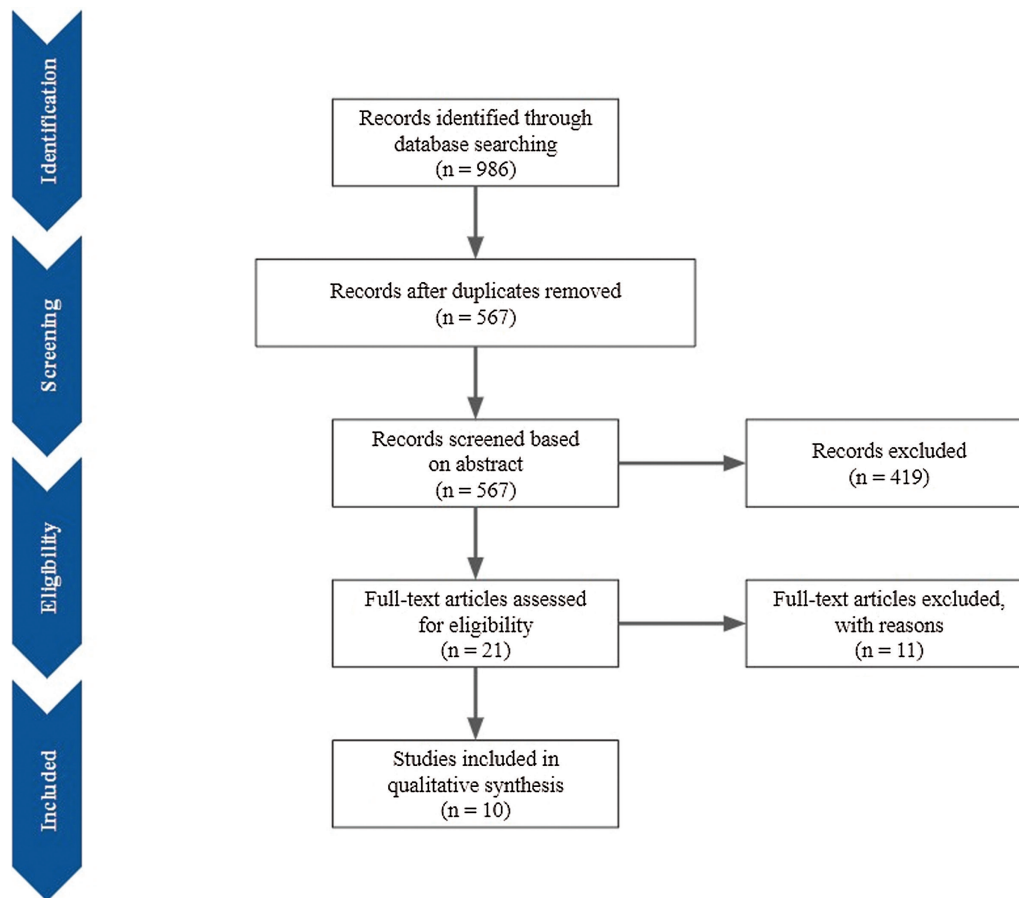 Identification
Records identified through
database searching
(n = 986)
Screening
Records after duplicates removed
(n = 567)
Records screened based
on abstract
(n = 567)
Records excluded
(n = 419)
Eligibility
Full-text articles assessed
for eligibility
(n = 21)
Full-text articles excluded,
with reasons
(n = 11)
Included
Studies included in
qualitative synthesis
(n = 10)